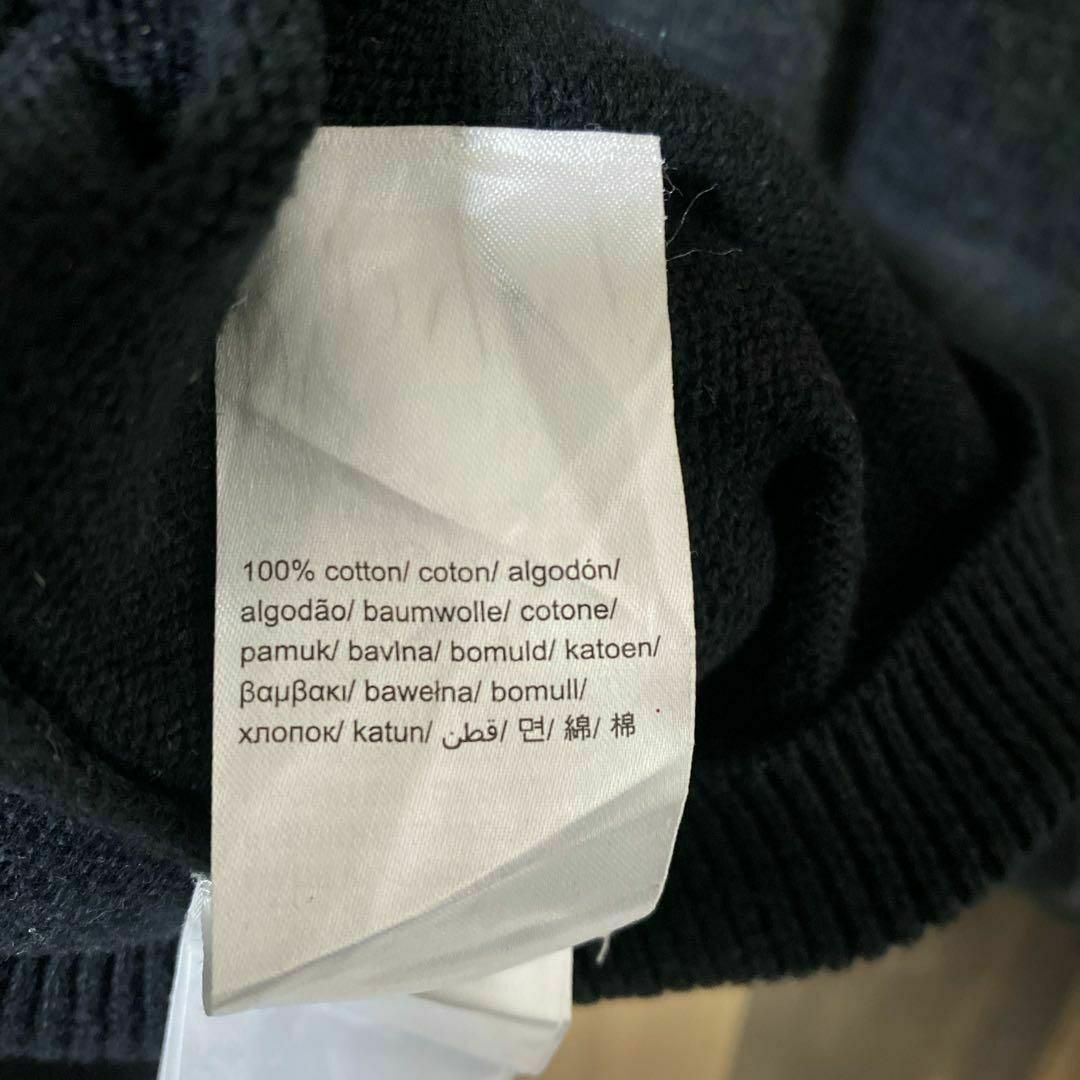 100% cotton/ coton/ algodón/
algodão/ baumwolle/ cotone/
pamuk/ bavlna/ bomuld/ katoen/
βαμβακι/ bawełna/ bomull/
хлопок/ katun/ قطن/ 면/ 綿/ 棉